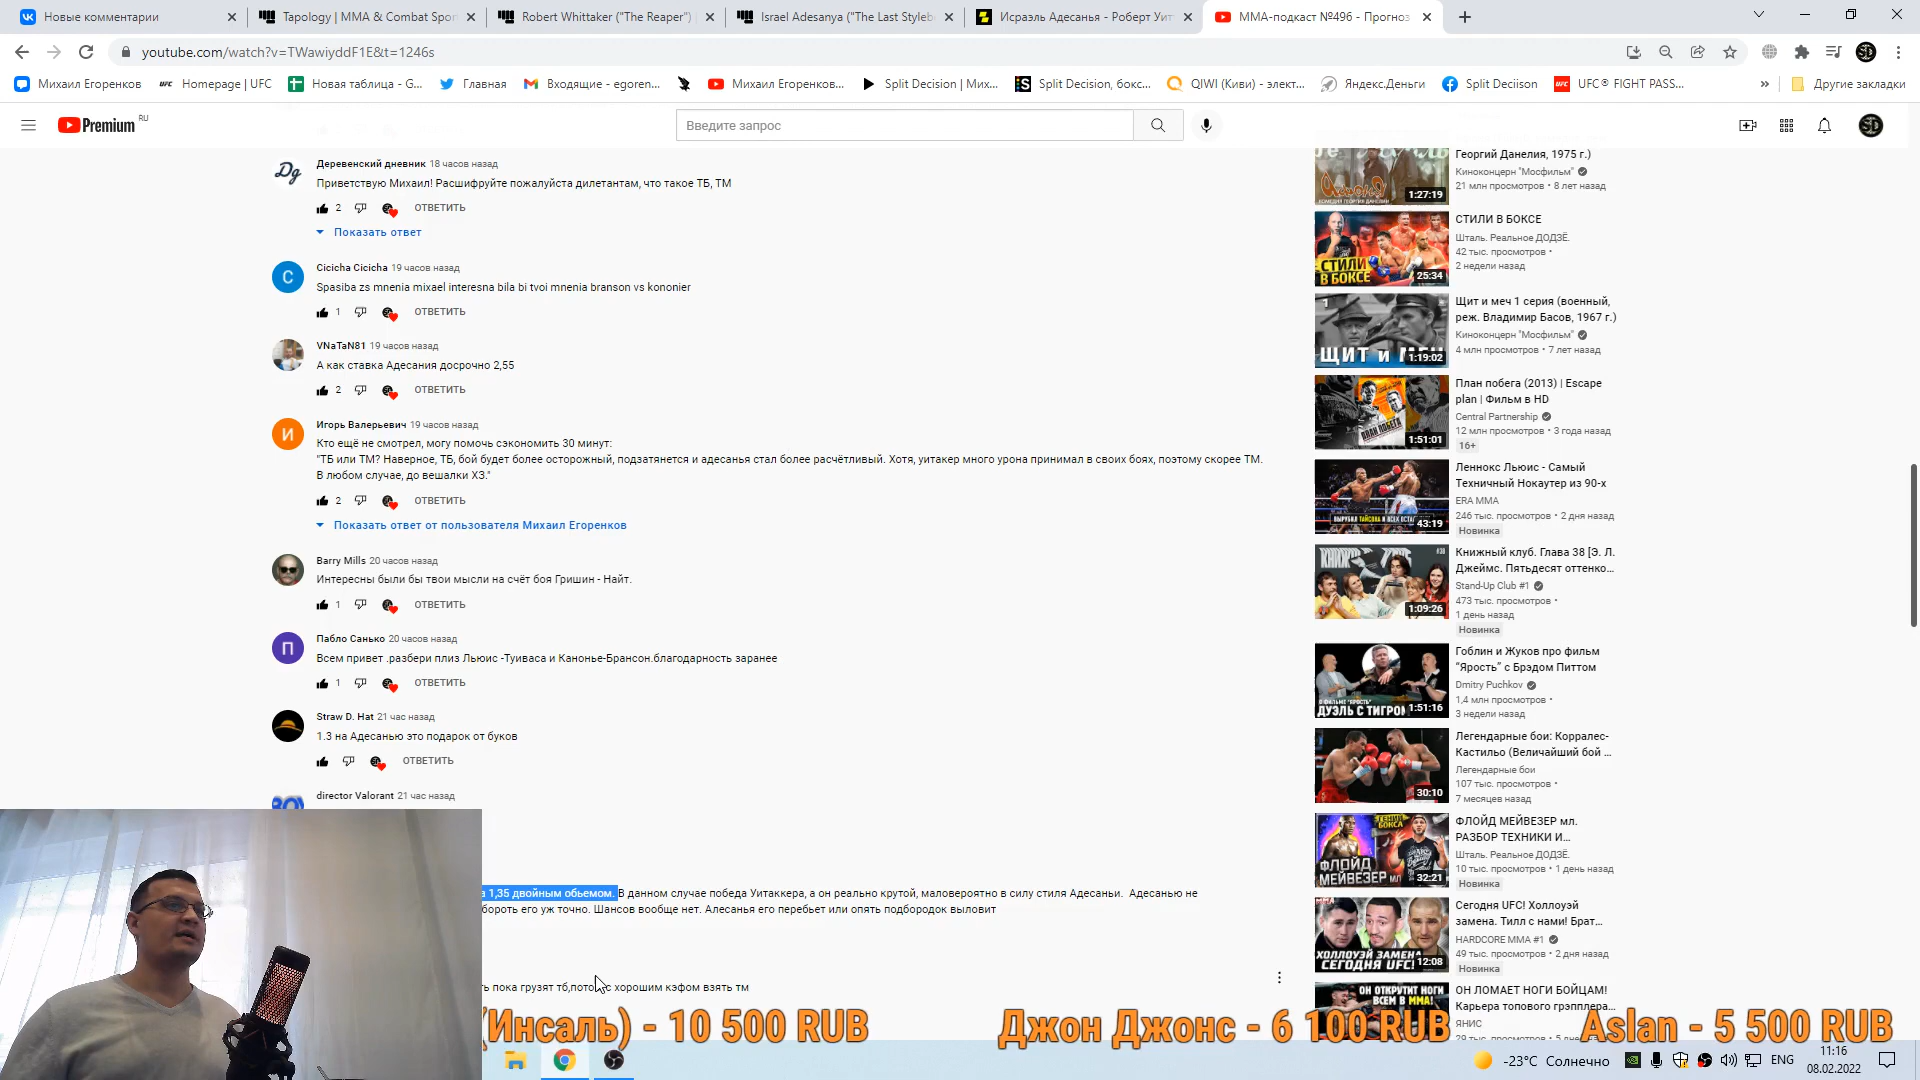 Новые комментарии
Tapology | MMA & Combat Spor
Robert Whittaker ("The Reaper") |
Israel Adesanya ("The Last Styleb
Исраэль Адесанья - Роберт Уит
ММА-подкаст №496 - Прогноз
youtube.com/watch?v=TWawiyddF1E&t=1246s
Михаил Егоренков
Homepage | UFC
Новая таблица - G...
Главная
Входящие - egoren...
Михаил Егоренков...
Split Decision | Мих...
Split Decision, бокс...
QIWI (Киви) - элект...
Яндекс.Деньги
Split Deciison
UFC® FIGHT PASS...
»
Другие закладки
Premium RU
Введите запрос
Деревенский дневник 18 часов назад
Приветствую Михаил! Расшифруйте пожалуйста дилетантам, что такое ТБ, ТМ
2 ОТВЕТИТЬ
Показать ответ
C
Cicicha Cicicha 19 часов назад
Spasiba zs mnenia mixael interesna bila bi tvoi mnenia branson vs kononier
1 ОТВЕТИТЬ
VNaTaN81 19 часов назад
А как ставка Адесания досрочно 2,55
2 ОТВЕТИТЬ
И
Игорь Валерьевич 19 часов назад
Кто ещё не смотрел, могу помочь сэкономить 30 минут:
"ТБ или ТМ? Наверное, ТБ, бой будет более осторожный, подзатянется и адесанья стал более расчётливый. Хотя, уитакер много урона принимал в своих боях, поэтому скорее ТМ.
В любом случае, до вешалки ХЗ."
2 ОТВЕТИТЬ
Показать ответ от пользователя Михаил Егоренков
Barry Mills 20 часов назад
Интересны были бы твои мысли на счёт боя Гришин - Найт.
1 ОТВЕТИТЬ
П
Пабло Санько 20 часов назад
Всем привет .разбери плиз Льюис -Туиваса и Канонье-Брансон.благодарность заранее
1 ОТВЕТИТЬ
Straw D. Hat 21 час назад
1.3 на Адесанью это подарок от буков
ОТВЕТИТЬ
director Valorant 21 час назад
1,35 двойным обьемом. В данном случае победа Уитаккера, а он реально крутой, маловероятно в силу стиля Адесаньи. Адесанью не
бороть его уж точно. Шансов вообще нет. Алесанья его перебьет или опять подбородок выловит
ть пока грузят тб,пото с хорошим кэфом взять тм
1:27:19
Георгий Данелия, 1975 г.)
Киноконцерн "Мосфильм"
21 млн просмотров • 8 лет назад
СТИЛИ В БОКСЕ
25:34
СТИЛИ В БОКСЕ
Шталь. Реальное ДОДЗЁ.
42 тыс. просмотров •
2 недели назад
ЩИТ и МЕЧ
1:19:02
Щит и меч 1 серия (военный,
реж. Владимир Басов, 1967 г.)
Киноконцерн "Мосфильм"
4 млн просмотров • 7 лет назад
1:51:01
План побега (2013) | Escape
plan | Фильм в HD
Central Partnership
12 млн просмотров • 3 года назад
16+
43:19
Леннокс Льюис - Самый
Техничный Нокаутер из 90-х
ERA MMA
246 тыс. просмотров • 2 дня назад
Новинка
1:09:26
Книжный клуб. Глава 38 [Э. Л.
Джеймс. Пятьдесят оттенко...
Stand-Up Club #1
473 тыс. просмотров •
1 день назад
Новинка
ДУЭЛЬ С ТИГРОМ
1:51:16
Гоблин и Жуков про фильм
"Ярость" с Брэдом Питтом
Dmitry Puchkov
1,4 млн просмотров •
3 недели назад
30:10
Легендарные бои: Корралес-
Кастильо (Величайший бой ...
Легендарные бои
107 тыс. просмотров •
7 месяцев назад
ФЛОЙД
МЕЙВЕЗЕР
32:21
ФЛОЙД МЕЙВЕЗЕР мл.
РАЗБОР ТЕХНИКИ И...
Шталь. Реальное ДОДЗЁ.
10 тыс. просмотров • 1 день назад
Новинка
ХОЛЛОУЭЙ ЗАМЕНА
СЕГОДНЯ UFC!
12:08
Сегодня UFC! Холлоуэй
замена. Тилл с нами! Брат...
HARDCORE MMA #1
49 тыс. просмотров • 2 дня назад
Новинка
ОН ОТКРУТИТ НОГИ
ВСЕМ В ММА!
ОН ЛОМАЕТ НОГИ БОЙЦАМ!
Карьера топового грэпплера...
ЯНИС
(Инсаль) - 10 500 RUB
Джон Джонс - 6 100 RUB
Aslan - 5 500 RUB
-23°C Солнечно
ENG
11:16
08.02.2022